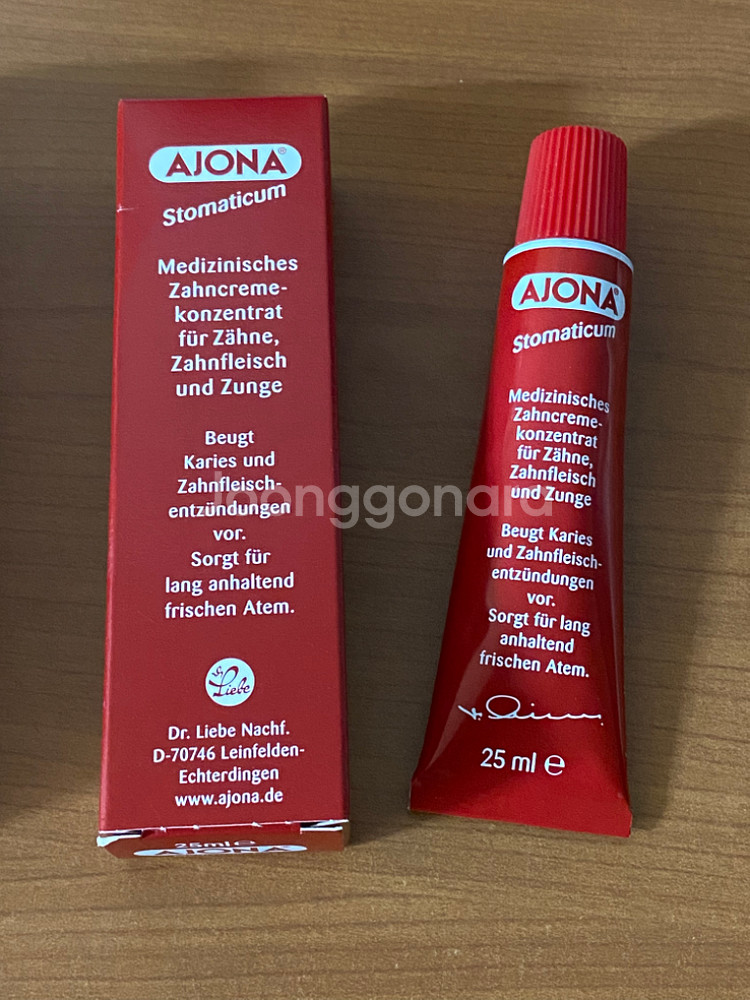 AJONA®
Stomaticum
Medizinisches
Zahncreme-
konzentrat
für Zähne,
Zahnfleisch
und Zunge
Beugt
Karies und
Zahnfleisch-
entzündungen
vor.
Sorgt für
lang anhaltend
frischen Atem.
Dr. Liebe
Dr. Liebe Nachf.
D-70746 Leinfelden-
Echterdingen
www.ajona.de
25ml e
AJONA
AJONA®
Stomaticum
Medizinisches
Zahncreme-
konzentrat
für Zähne,
Zahnfleisch
und Zunge
Beugt Karies
und Zahnfleisch-
entzündungen
vor.
Sorgt für lang
anhaltend
frischen Atem.
25 ml e
joonggonara